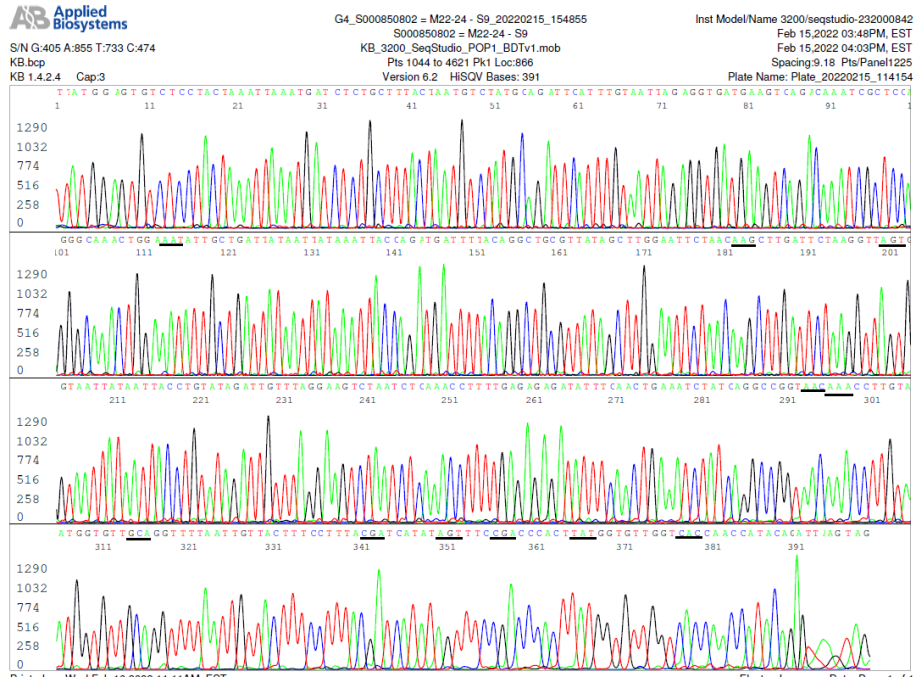 AB Applied
Biosystems
G4_S000850802 = M22-24 - S9_20220215_154855
Inst Model/Name 3200/seqstudio-232000842
S000850802 = M22-24 - S9
Feb 15,2022 03:48PM, EST
S/N G:405 A:855 T:733 C:474
KB_3200_SeqStudio_POP1_BDTv1.mob
Feb 15,2022 04:03PM, EST
KB.bcp
Pts 1044 to 4621 Pk1 Loc:866
Spacing:9.18 Pts/Panel1225
KB 1.4.2.4 Cap:3
Version 6.2 HiSQV Bases: 391
Plate Name: Plate_20220215_114154
TTATGGAGTGTCTCCTACTAAATTAAATGATCTCTGCTTTACTAATGTCTATGCAGATTCATTTGTAATTAGAGGTGATGAAGTCAGACAAATCGCTCCA
1 11 21 31 41 51 61 71 81 91
1290
1032
774
516
258
0
GGGCAAACTGGAAATATTGCTGATTATAATTATAAATTACCAGATGATTTTACAGGCTGCGTTATAGCTTGGAATTCTAACAAGCTTGATTCTAAGGTTAGTG
101 111 121 131 141 151 161 171 181 191 201
1290
1032
774
516
258
0
GTAATTATAATTACCTGTATAGATTGTTTAGGAAGTCTAATCTCAAACCTTTTGAGAGAGATATTTCAACTGAAATCTATCAGGCCGGTAACAAACCTTGTA
211 221 231 241 251 261 271 281 291 301
1290
1032
774
516
258
0
ATGGTGTTGCAGGTTTTAATTGTTACTTTCCTTTACGATCATATAGTTTCCGACCCACTTATGGTGTTGGTCACCAACCATACAGATTAGTAG
311 321 331 341 351 361 371 381 391
1290
1032
774
516
258
0